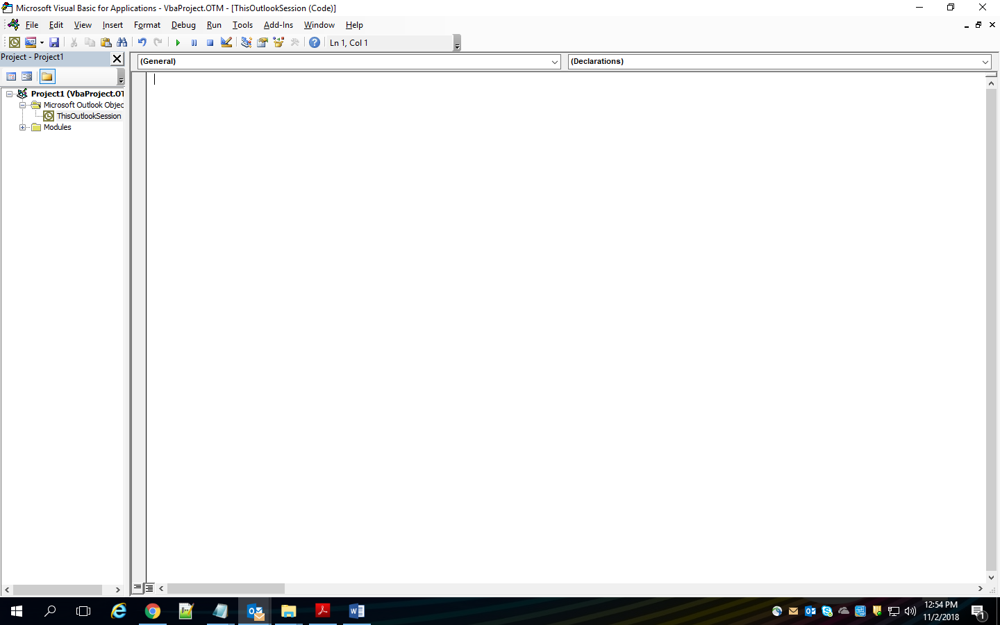 Microsoft Visual Basic for Applications - VbaProject.OTM - [ThisOutlookSession (Code)]
File Edit View Insert Format Debug Run Tools Add-Ins Window Help
Ln 1, Col 1
Project - Project1
(General) (Declarations)
Project1 (VbaProject.OT
Microsoft Outlook Objec
ThisOutlookSession
Modules
12:54 PM
11/2/2018
1